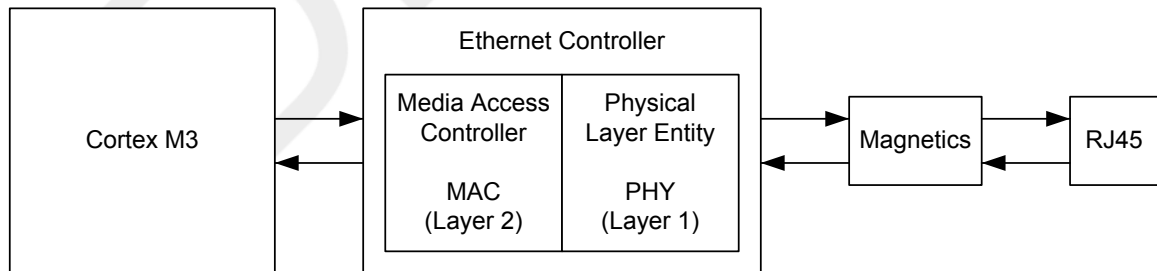 Ethernet Controller
Cortex M3
Media Access
Controller
MAC
(Layer 2)
Physical
Layer Entity
PHY
(Layer 1)
Magnetics
RJ45